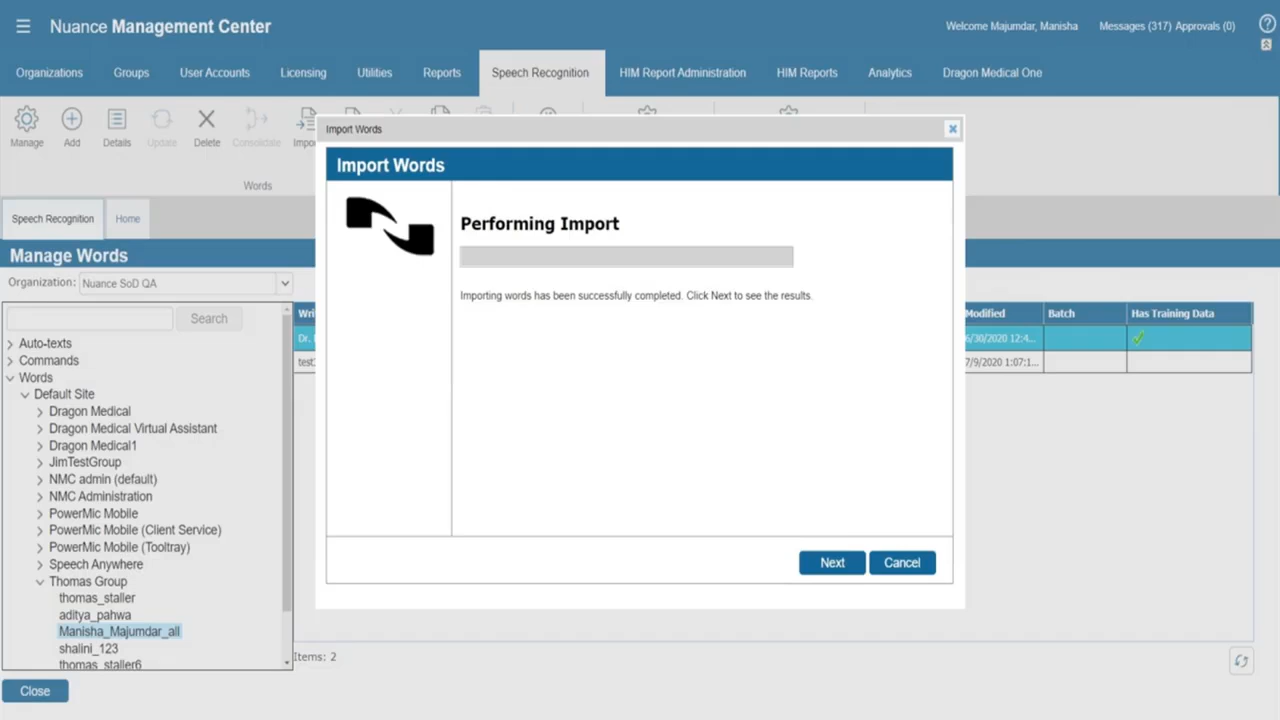 Nuance Management Center
Welcome Majumdar, Manisha
Messages (317) Approvals (0)
Organizations
Groups
User Accounts
Licensing
Utilities
Reports
Speech Recognition
HIM Report Administration
HIM Reports
Analytics
Dragon Medical One
Manage
Add
Details
Update
Delete
Consolidate
Words
Speech Recognition
Home
Manage Words
Organization:
Nuance SoD QA
Search
Auto-texts
Commands
Words
Default Site
Dragon Medical
Dragon Medical Virtual Assistant
Dragon Medical1
JimTestGroup
NMC admin (default)
NMC Administration
PowerMic Mobile
PowerMic Mobile (Client Service)
PowerMic Mobile (Tooltray)
Speech Anywhere
Thomas Group
thomas_staller
aditya_pahwa
Manisha_Majumdar_all
shalini_123
thomas_staller6
Close
Import Words
Import Words
Performing Import
Importing words has been successfully completed. Click Next to see the results.
Next
Cancel
Modified
Batch
Has Training Data
Dr.
6/30/2020 12:4...
7/9/2020 1:07:1...
Items: 2